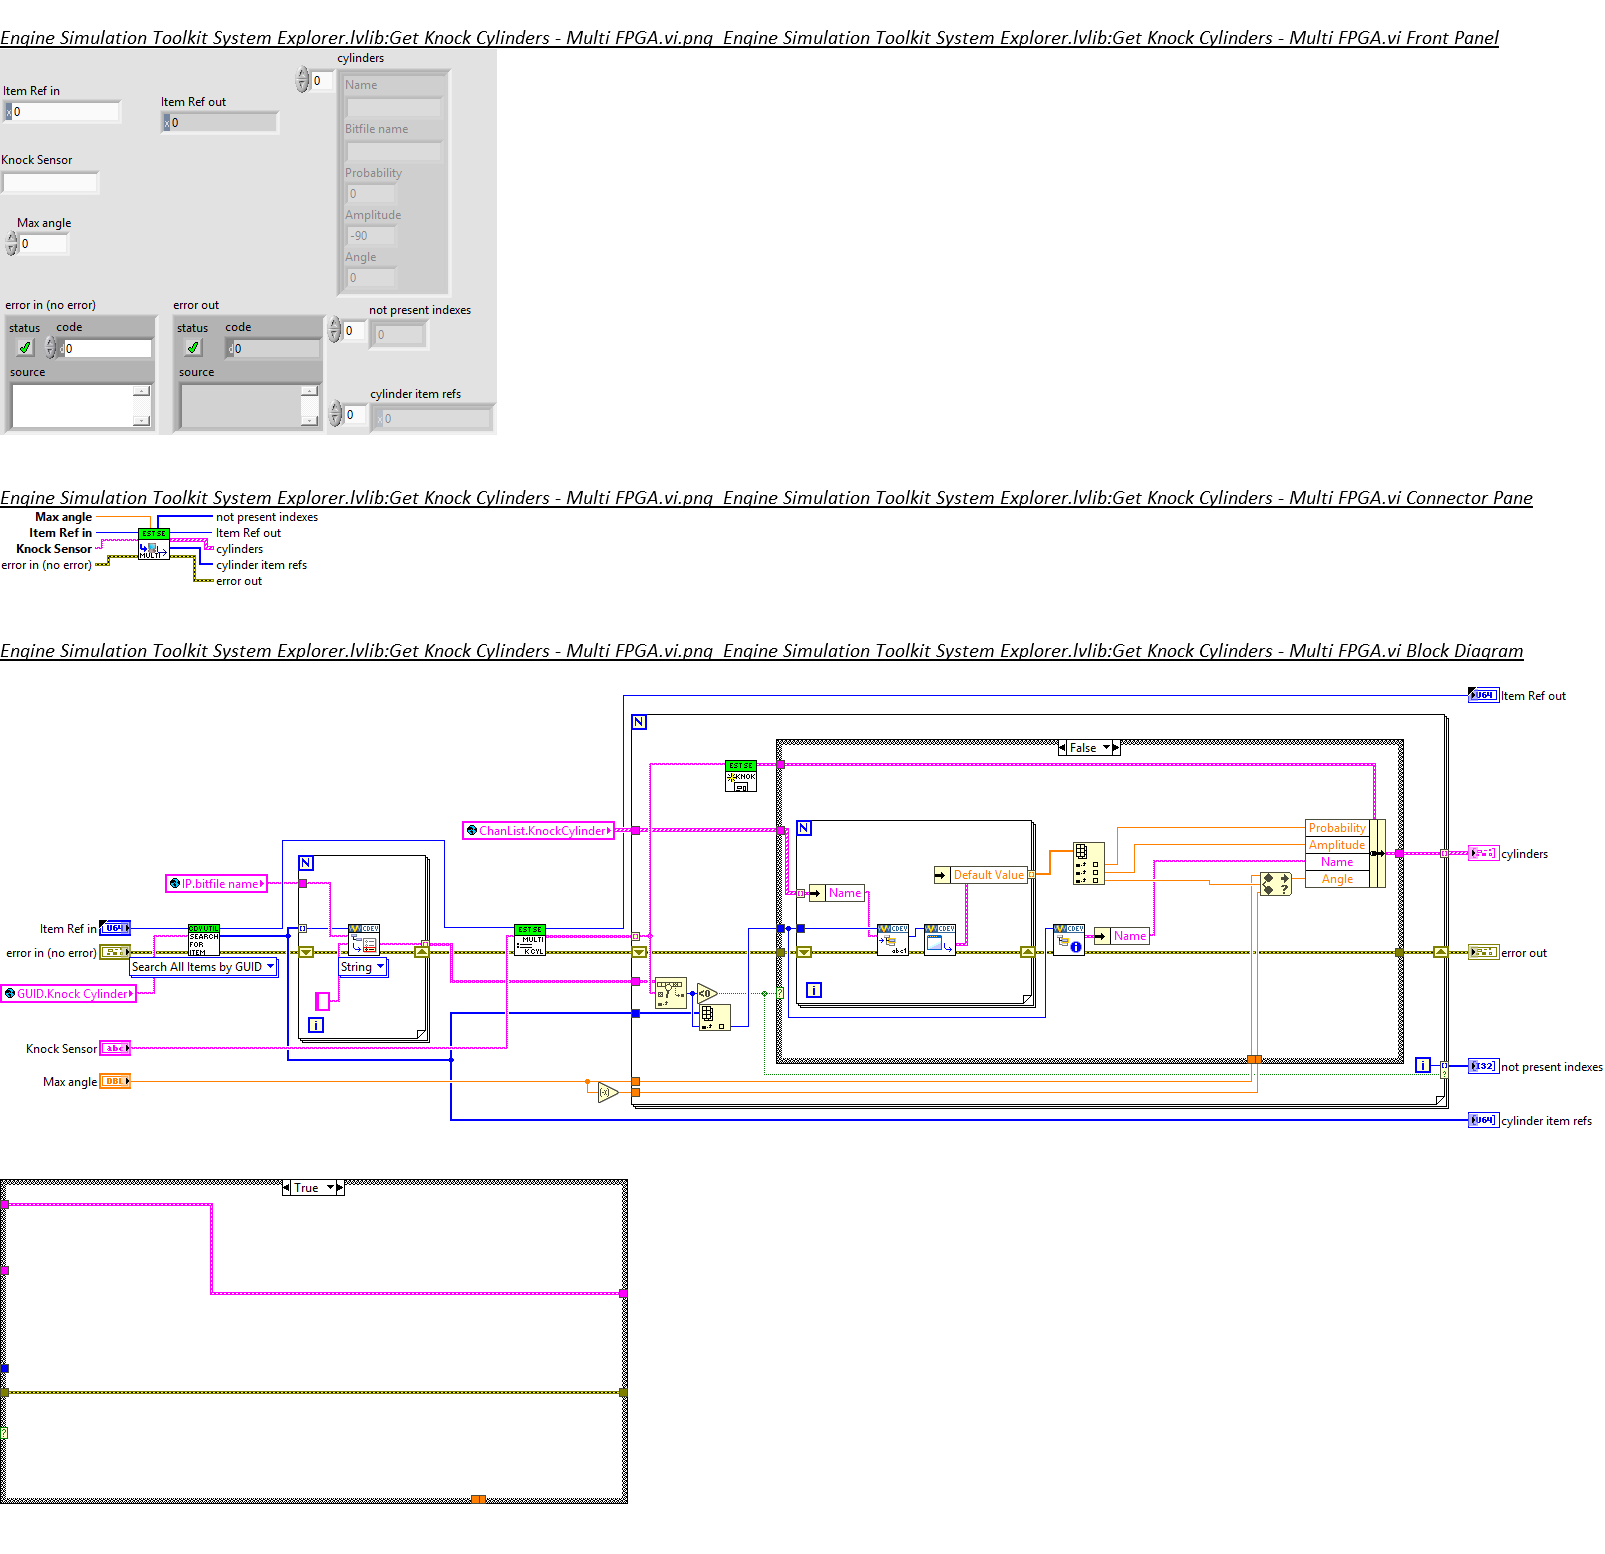 Engine Simulation Toolkit System Explorer.lvlib:Get Knock Cylinders - Multi FPGA.vi.png Engine Simulation Toolkit System Explorer.lvlib:Get Knock Cylinders - Multi FPGA.vi Front Panel
cylinders
0
Name
Item Ref in
x 0
Item Ref out
x 0
Bitfile name
Knock Sensor
Probability
0
Amplitude
-90
Max angle
0
Angle
0
error in (no error)
status code
d 0
source
error out
status code
d 0
source
not present indexes
0 0
cylinder item refs
0 x 0
Engine Simulation Toolkit System Explorer.lvlib:Get Knock Cylinders - Multi FPGA.vi.png Engine Simulation Toolkit System Explorer.lvlib:Get Knock Cylinders - Multi FPGA.vi Connector Pane
Max angle
Item Ref in
Knock Sensor
error in (no error)
EST SE
MULTI
not present indexes
Item Ref out
cylinders
cylinder item refs
error out
Engine Simulation Toolkit System Explorer.lvlib:Get Knock Cylinders - Multi FPGA.vi.png Engine Simulation Toolkit System Explorer.lvlib:Get Knock Cylinders - Multi FPGA.vi Block Diagram
U64 Item Ref out
N
False
EST SE
KNOK
ChanList.KnockCylinder
N
Probability
Amplitude
Name
Angle
cylinders
N
IP.bitfile name
Default Value
Name
Item Ref in U64
CDV UTIL
SEARCH
FOR
ITEM
CDEV
EST SE
MULTI
K CYL
CDEV
abc1
CDEV
CDEV
Name
error in (no error)
error out
Search All Items by GUID
String
GUID.Knock Cylinder
i
<0
i
?
Knock Sensor abc
i
I32 not present indexes
Max angle DBL
?
U64 cylinder item refs
True
?